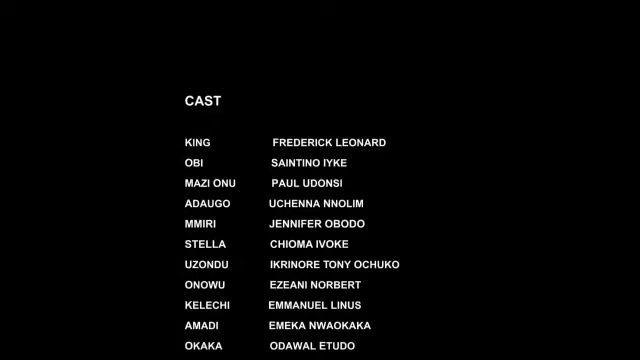 CAST
KING FREDERICK LEONARD
OBI SAINTINO IYKE
MAZI ONU PAUL UDONSI
ADAUGO UCHENNA NNOLIM
MMIRI JENNIFER OBODO
STELLA CHIOMA IVOKE
UZONDU IKRINORE TONY OCHUKO
ONOWU EZEANI NORBERT
KELECHI EMMANUEL LINUS
AMADI EMEKA NWAOKAKA
OKAKA ODAWAL ETUDO